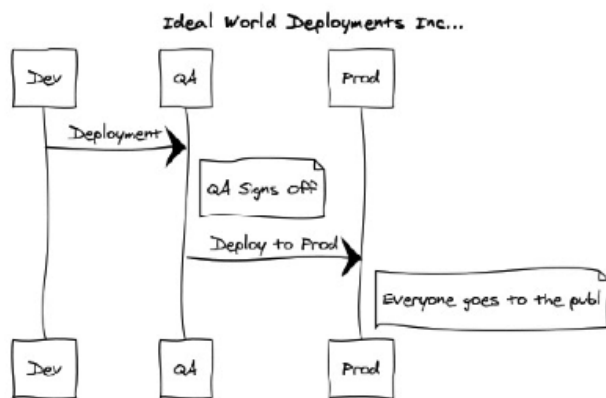 Ideal World Deployments Inc...
Dev QA Prod
Deployment
QA Signs off
Deploy to Prod
Everyone goes to the pub!
Dev QA Prod